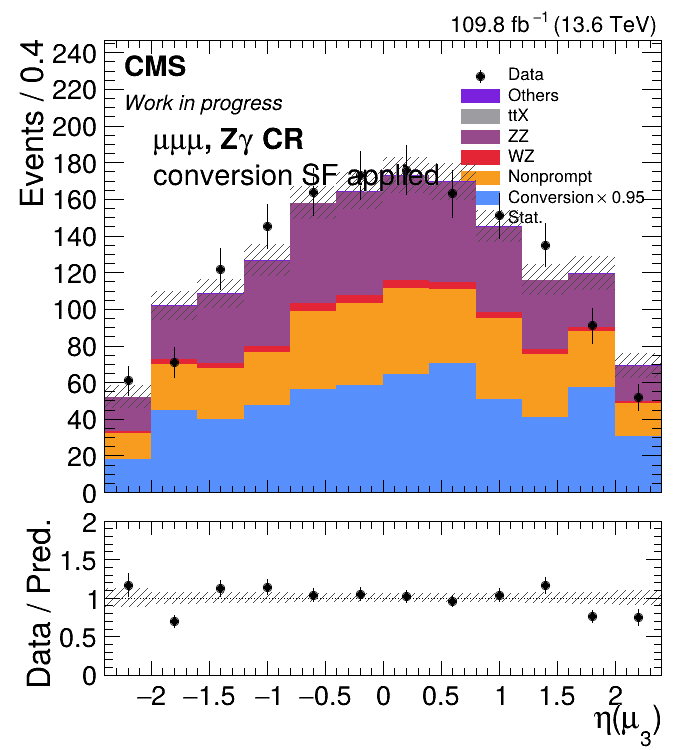 109.8 fb⁻¹ (13.6 TeV)
Events / 0.4
240
220
200
180
160
140
120
100
80
60
40
20
0
CMS
Work in progress
μμμ, Zγ CR
conversion SF applied
Data
Others
ttX
ZZ
WZ
Nonprompt
Conversion × 0.95
Stat.
Data / Pred.
2
1.5
1
0.5
0
−2 −1.5 −1 −0.5 0 0.5 1 1.5 2
η(μ₃)